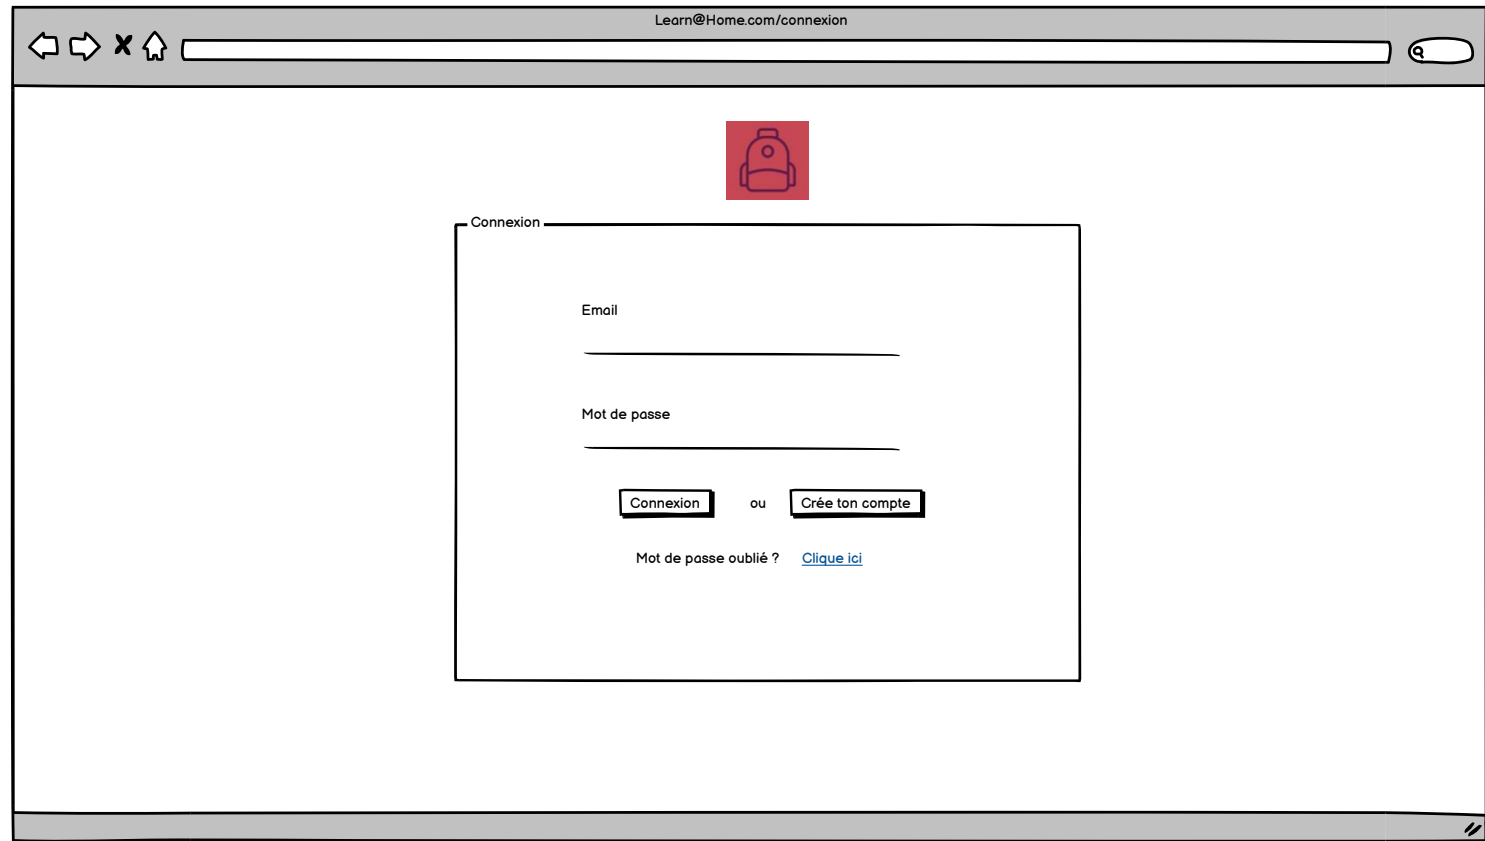 Learn@Home.com/connexion
Connexion
Email
Mot de passe
Connexion ou Crée ton compte
Mot de passe oublié ? Clique ici